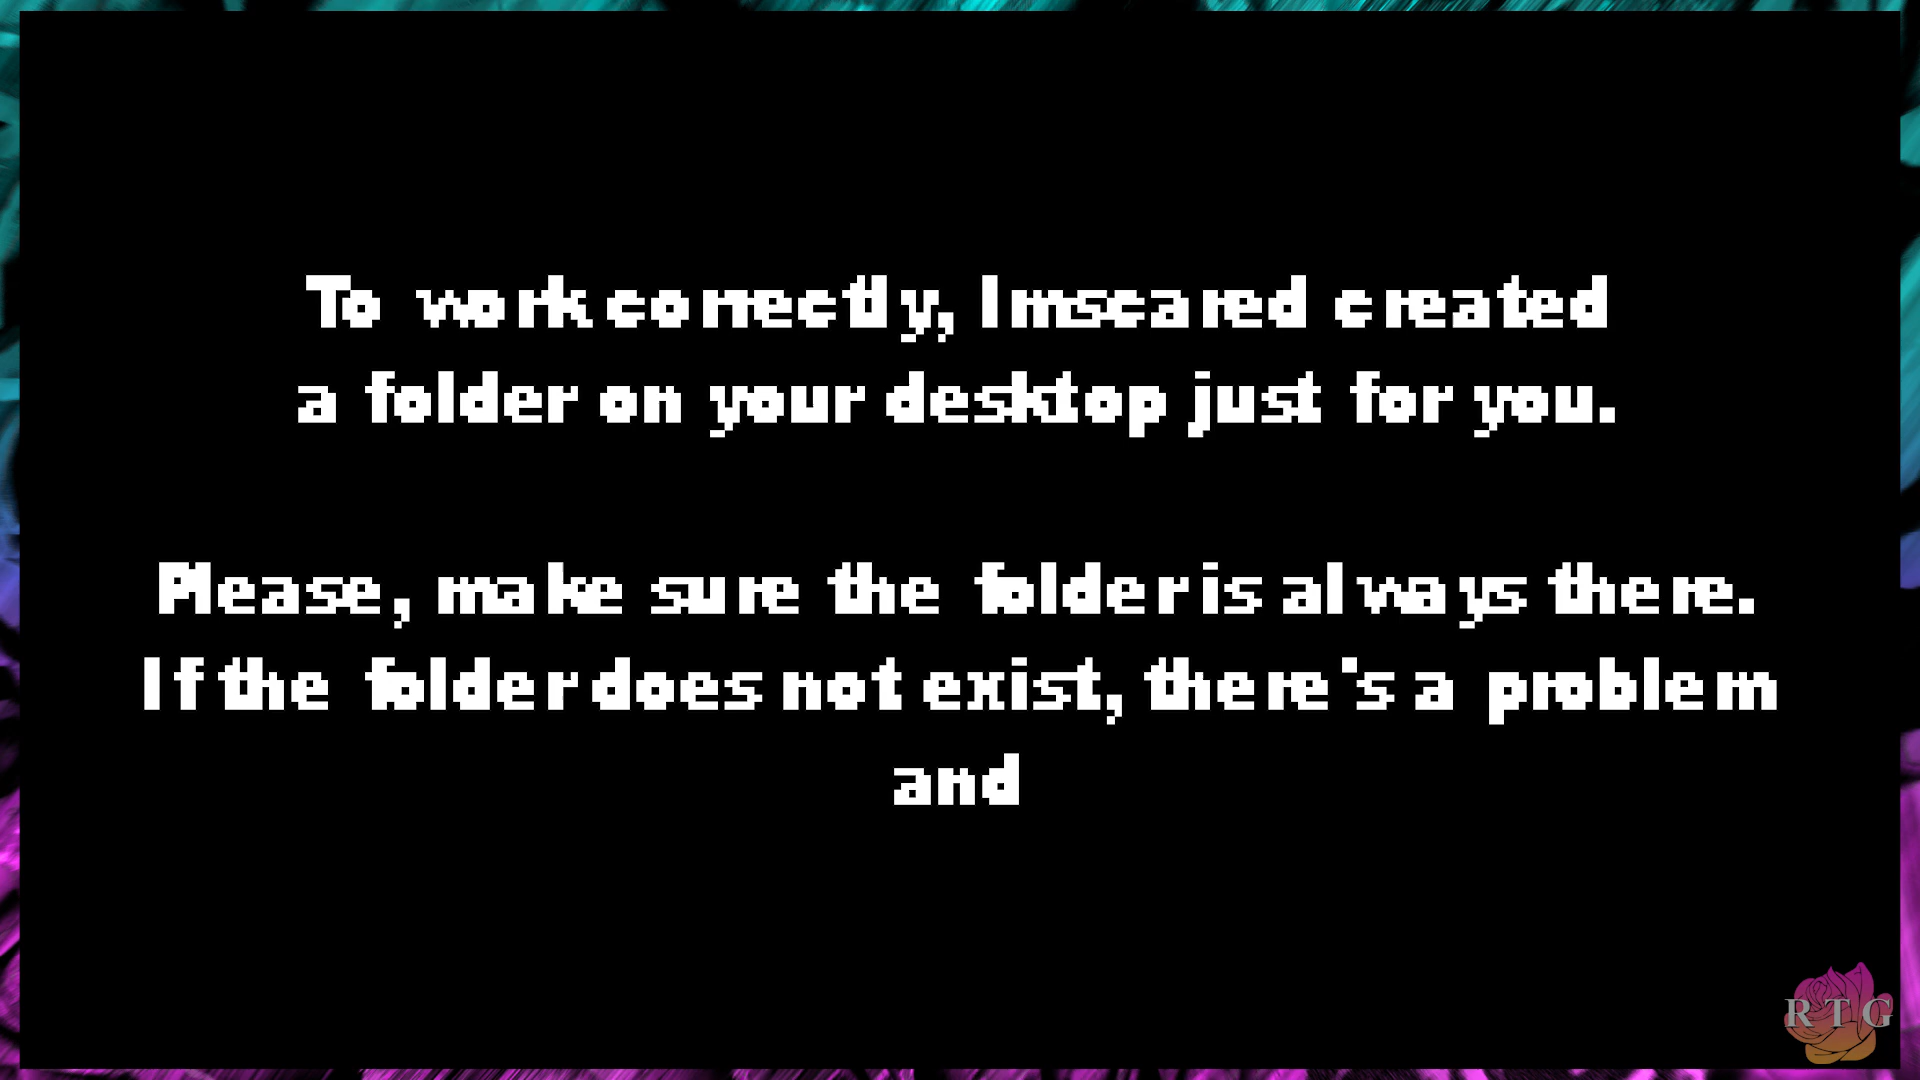 To work correctly, Imscared created
a folder on your desktop just for you.
Please, make sure the folder is always there.
If the folder does not exist, there's a problem
and
RTG